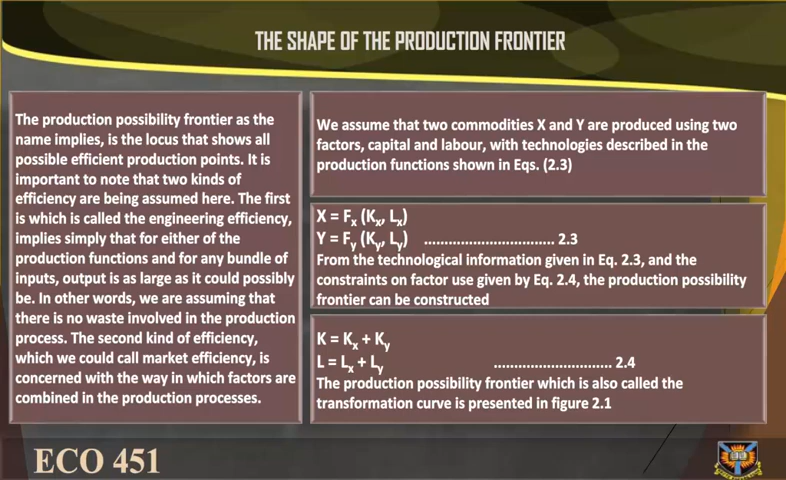 THE SHAPE OF THE PRODUCTION FRONTIER
The production possibility frontier as the
name implies, is the locus that shows all
possible efficient production points. It is
important to note that two kinds of
efficiency are being assumed here. The first
is which is called the engineering efficiency,
implies simply that for either of the
production functions and for any bundle of
inputs, output is as large as it could possibly
be. In other words, we are assuming that
there is no waste involved in the production
process. The second kind of efficiency,
which we could call market efficiency, is
concerned with the way in which factors are
combined in the production processes.
We assume that two commodities X and Y are produced using two
factors, capital and labour, with technologies described in the
production functions shown in Eqs. (2.3)
X = Fx (Kx, Lx)
Y = Fy (Ky, Ly) ................................ 2.3
From the technological information given in Eq. 2.3, and the
constraints on factor use given by Eq. 2.4, the production possibility
frontier can be constructed
K = Kx + Ky
L = Lx + Ly ............................. 2.4
The production possibility frontier which is also called the
transformation curve is presented in figure 2.1
ECO 451